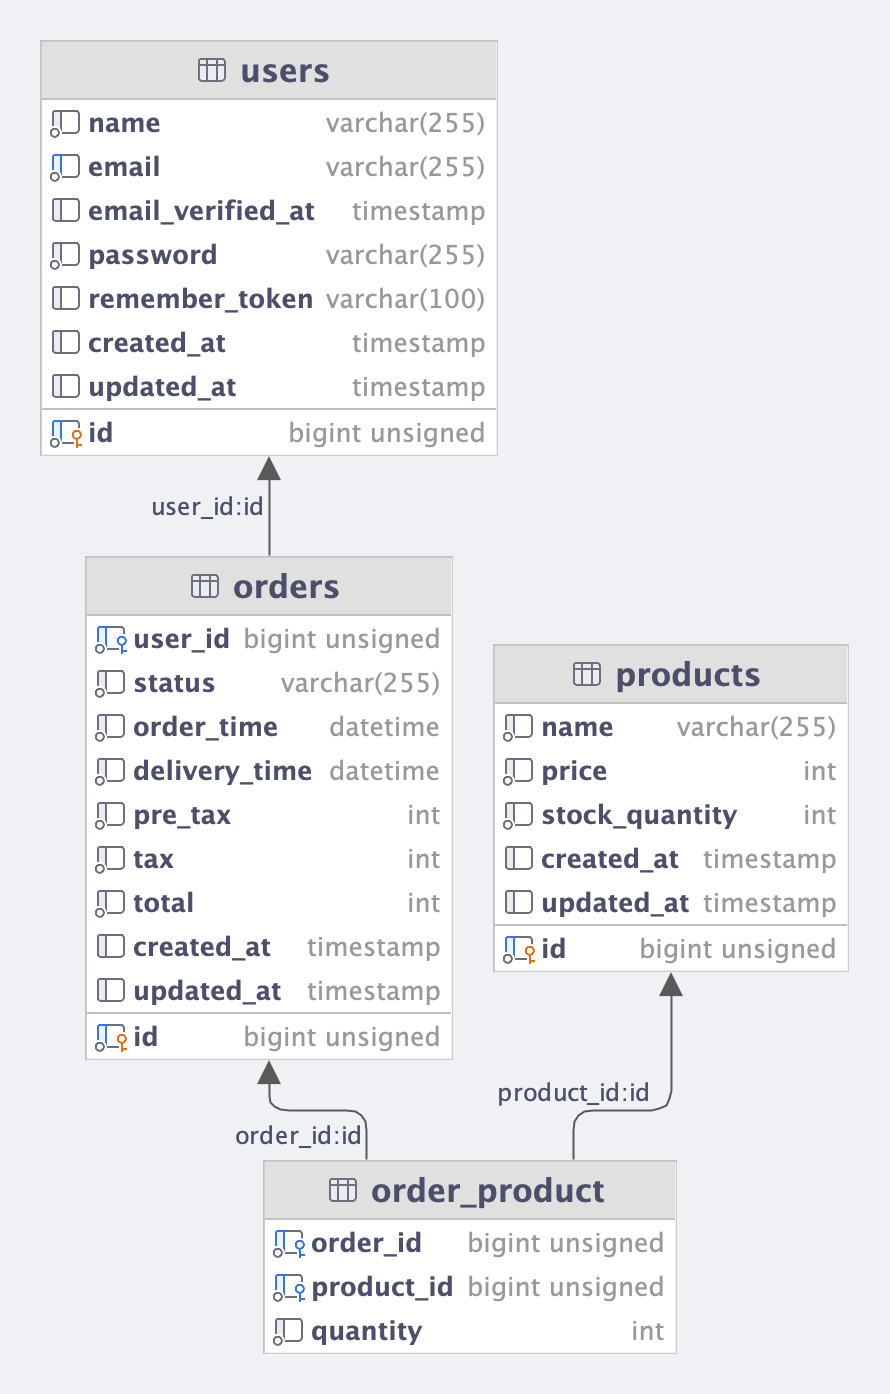 users
name varchar(255)
email varchar(255)
email_verified_at timestamp
password varchar(255)
remember_token varchar(100)
created_at timestamp
updated_at timestamp
id bigint unsigned
user_id:id
orders
user_id bigint unsigned
status varchar(255)
order_time datetime
delivery_time datetime
pre_tax int
tax int
total int
created_at timestamp
updated_at timestamp
id bigint unsigned
products
name varchar(255)
price int
stock_quantity int
created_at timestamp
updated_at timestamp
id bigint unsigned
product_id:id
order_id:id
order_product
order_id bigint unsigned
product_id bigint unsigned
quantity int